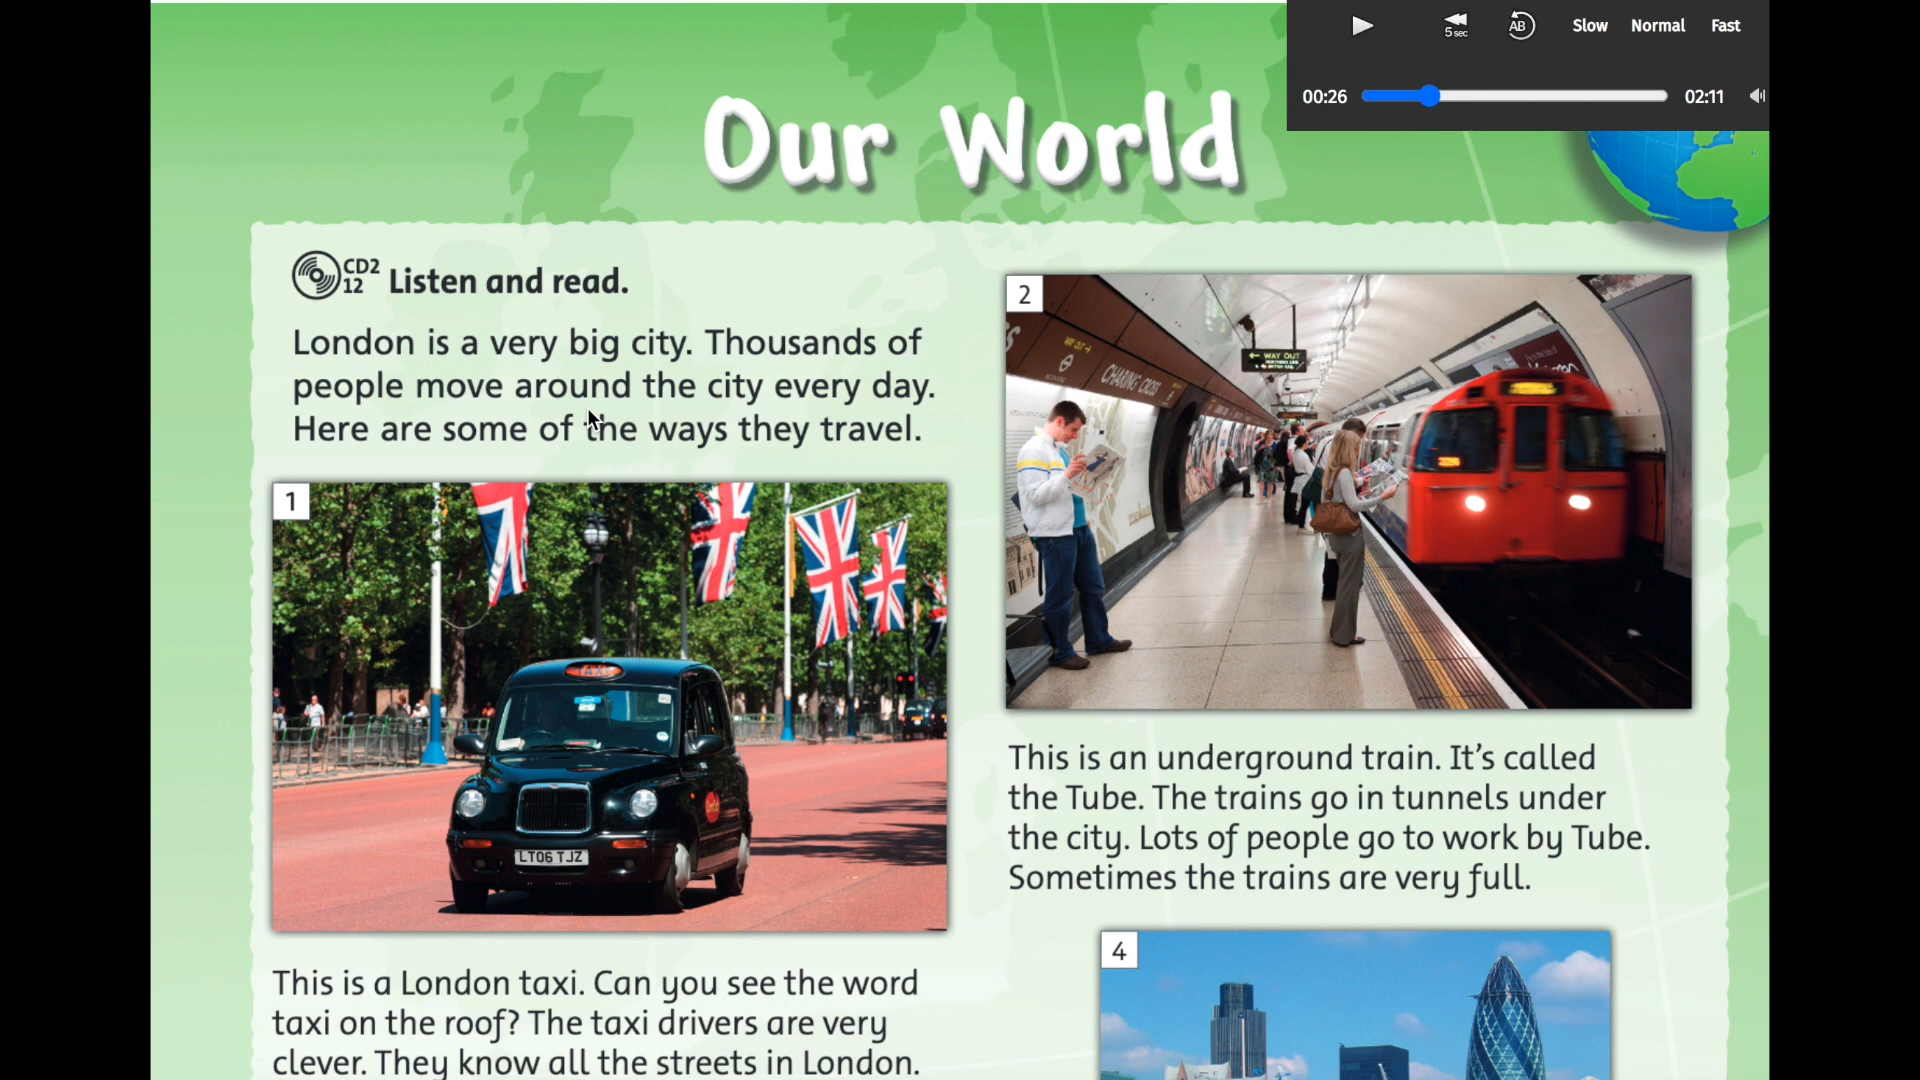 Slow Normal Fast
5 sec
AB
00:26
02:11
Our World
CD2
12
Listen and read.
London is a very big city. Thousands of
people move around the city every day.
Here are some of the ways they travel.
1
TAXI
LT06 TJZ
This is a London taxi. Can you see the word
taxi on the roof? The taxi drivers are very
clever. They know all the streets in London.
2
WAY OUT
WAY OUT
CHARING CROSS
This is an underground train. It’s called
the Tube. The trains go in tunnels under
the city. Lots of people go to work by Tube.
Sometimes the trains are very full.
4